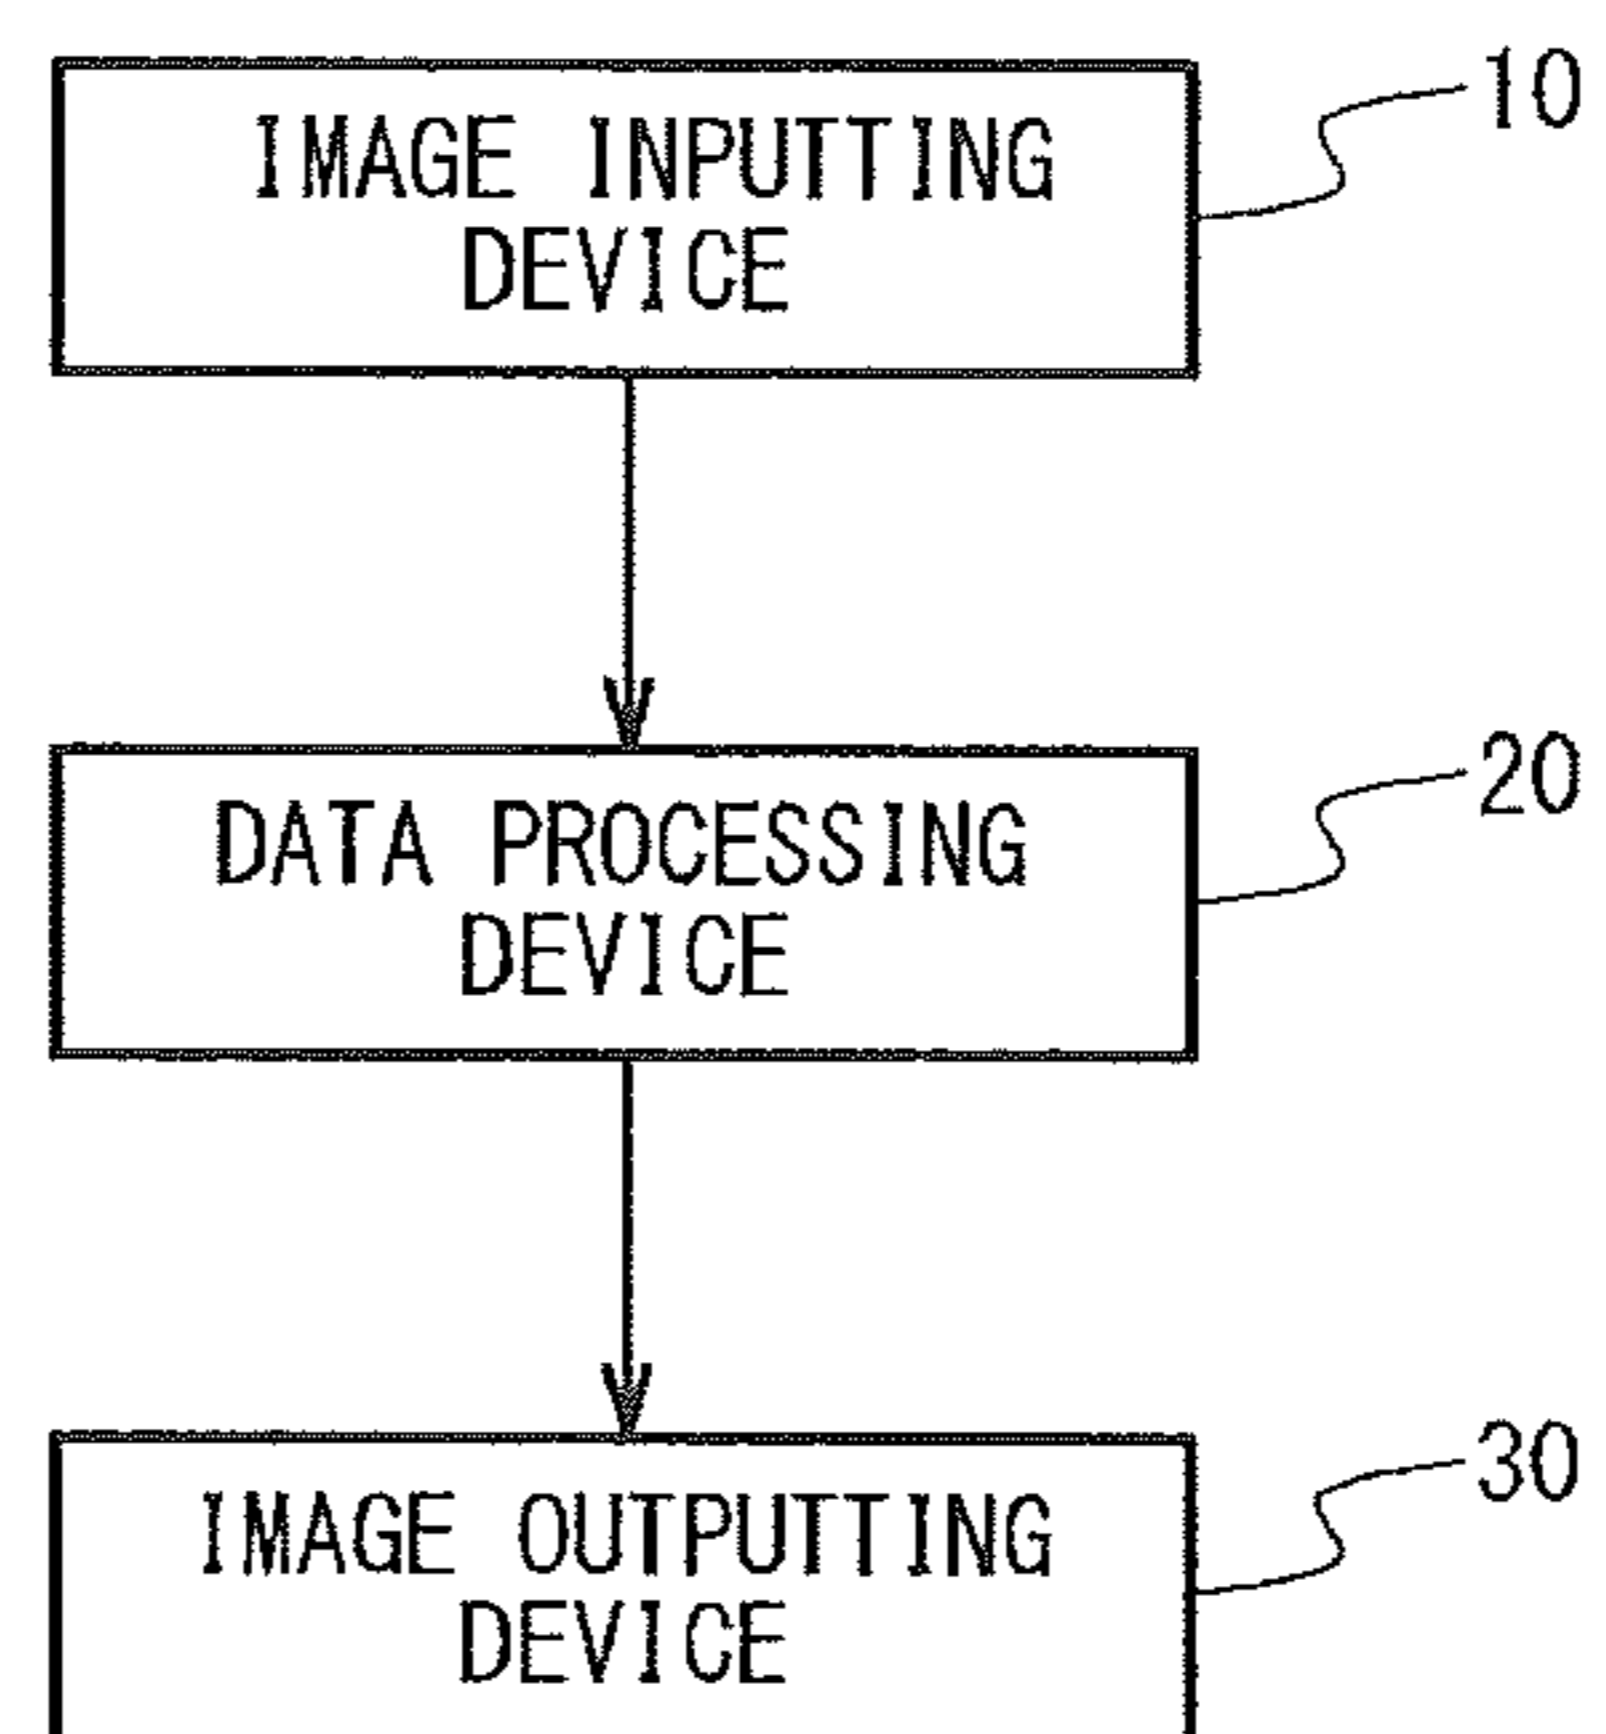 IMAGE INPUTTING
DEVICE
10
DATA PROCESSING
DEVICE
20
IMAGE OUTPUTTING
DEVICE
30